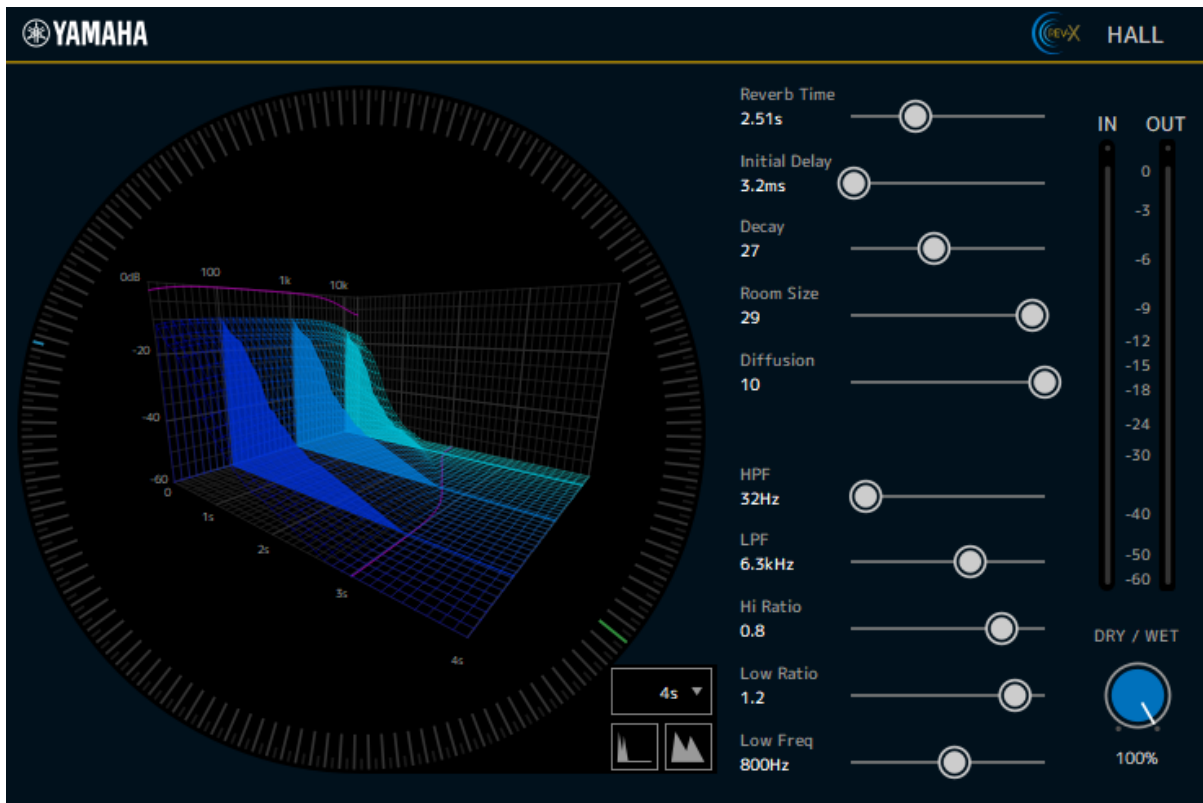 YAMAHA
REV-X HALL
Reverb Time
2.51s
Initial Delay
3.2ms
Decay
27
Room Size
29
Diffusion
10
HPF
32Hz
LPF
6.3kHz
Hi Ratio
0.8
Low Ratio
1.2
Low Freq
800Hz
IN OUT
0
-3
-6
-9
-12
-15
-18
-24
-30
-40
-50
-60
DRY / WET
100%
0dB 100 1k 10k
-20
-40
-60
0
1s
2s
3s
4s
4s